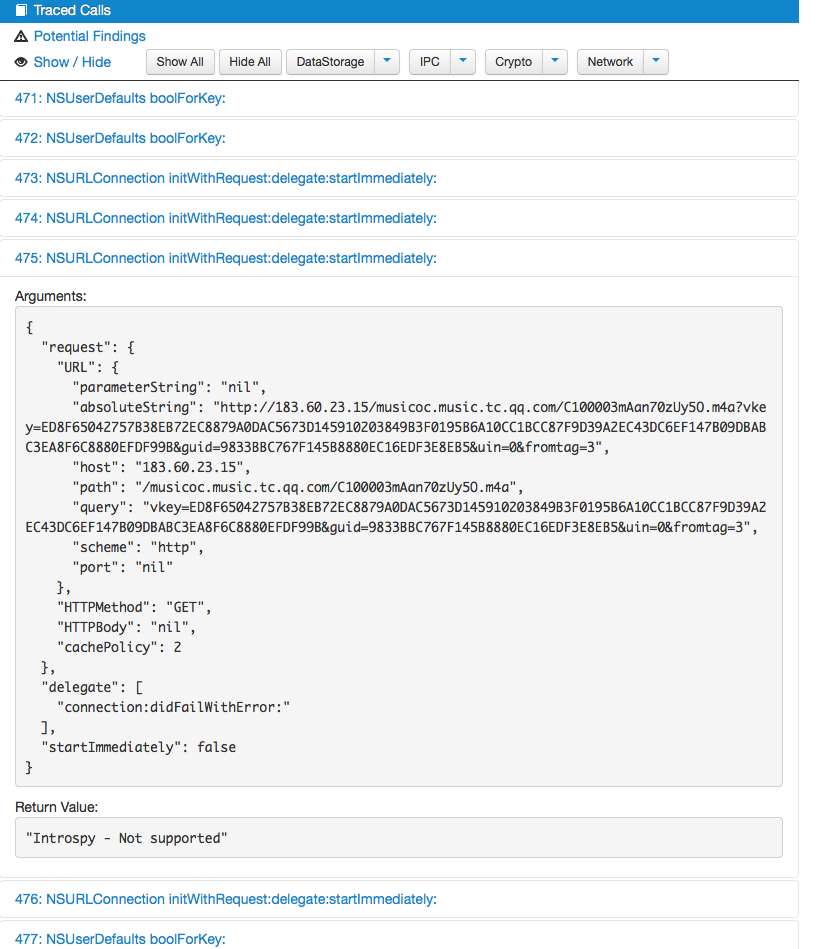 Traced Calls
Potential Findings
Show / Hide Show All Hide All DataStorage IPC Crypto Network
471: NSUserDefaults boolForKey:
472: NSUserDefaults boolForKey:
473: NSURLConnection initWithRequest:delegate:startImmediately:
474: NSURLConnection initWithRequest:delegate:startImmediately:
475: NSURLConnection initWithRequest:delegate:startImmediately:
Arguments:
{
"request": {
"URL": {
"parameterString": "nil",
"absoluteString": "http://183.60.23.15/musicoc.music.tc.qq.com/C100003mAan70zUy5O.m4a?vke
y=ED8F65042757B38EB72EC8879A0DAC5673D145910203849B3F0195B6A10CC1BCC87F9D39A2EC43DC6EF147B09DBAB
C3EA8F6C8880EFDF99B&guid=9833BBC767F145B8880EC16EDF3E8EB5&uin=0&fromtag=3",
"host": "183.60.23.15",
"path": "/musicoc.music.tc.qq.com/C100003mAan70zUy5O.m4a",
"query": "vkey=ED8F65042757B38EB72EC8879A0DAC5673D145910203849B3F0195B6A10CC1BCC87F9D39A2
EC43DC6EF147B09DBABC3EA8F6C8880EFDF99B&guid=9833BBC767F145B8880EC16EDF3E8EB5&uin=0&fromtag=3",
"scheme": "http",
"port": "nil"
},
"HTTPMethod": "GET",
"HTTPBody": "nil",
"cachePolicy": 2
},
"delegate": [
"connection:didFailWithError:"
],
"startImmediately": false
}
Return Value:
"Introspy - Not supported"
476: NSURLConnection initWithRequest:delegate:startImmediately:
477: NSUserDefaults boolForKey: